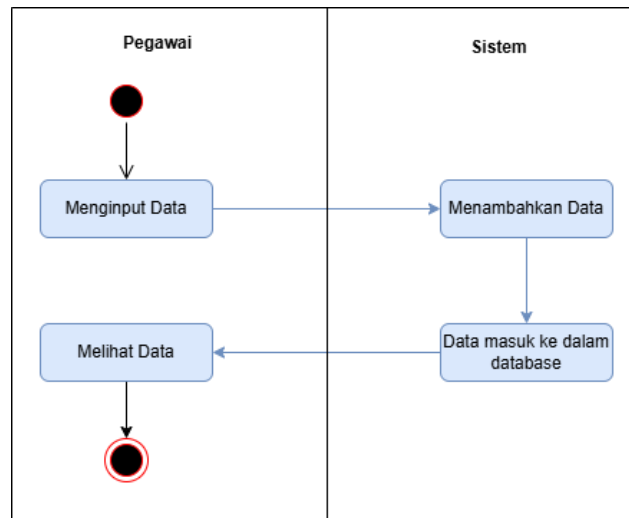 Pegawai
Sistem
Menginput Data
Menambahkan Data
Melihat Data
Data masuk ke dalam
database